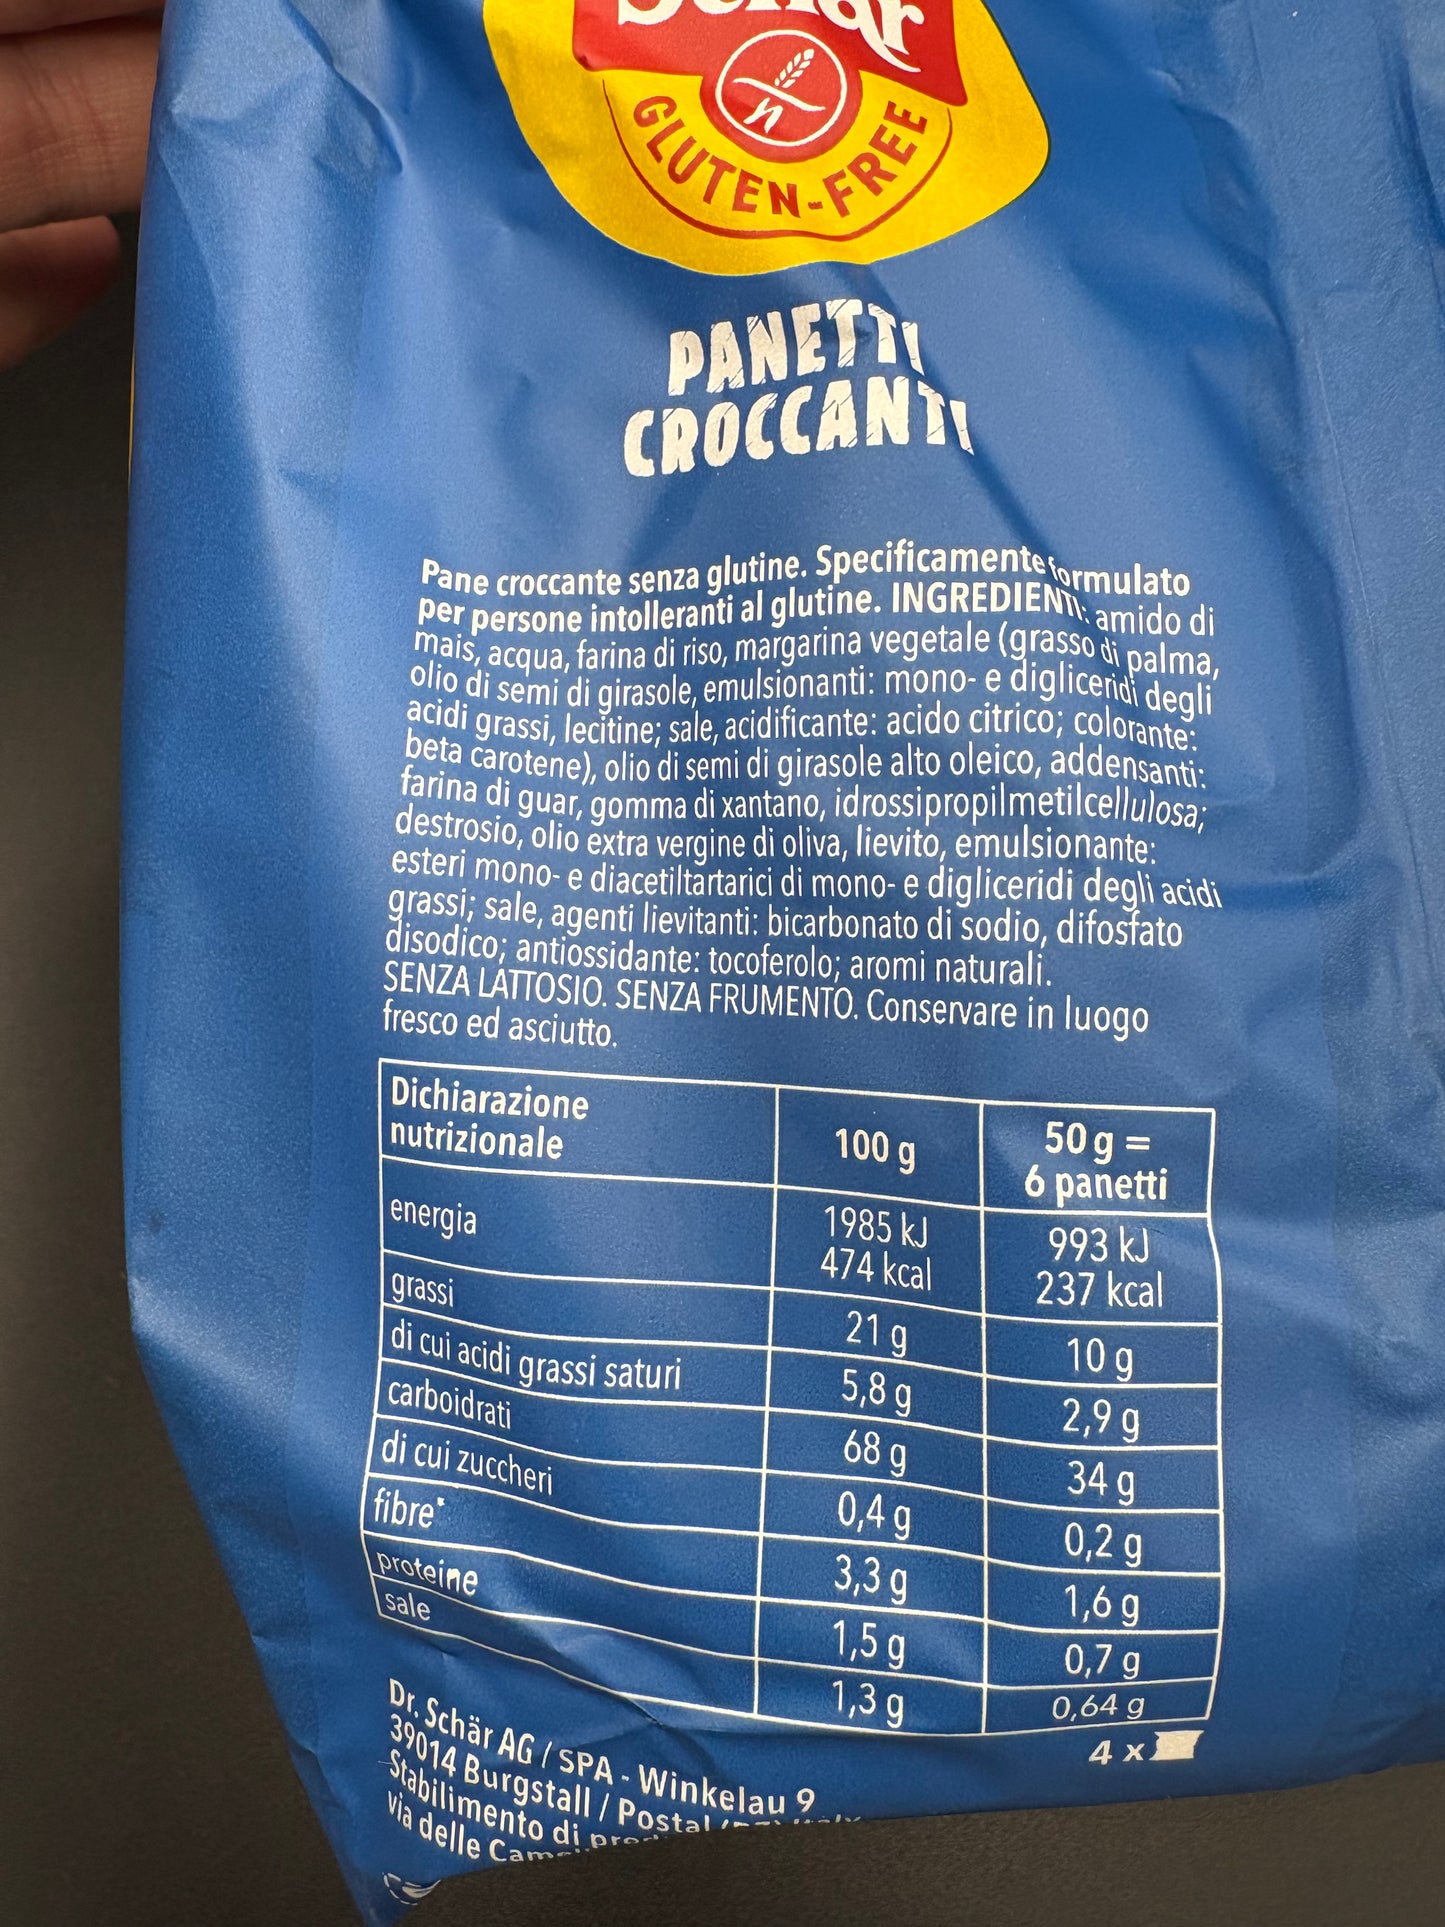 Schär
GLUTEN-FREE
PANETTI
CROCCANTI
Pane croccante senza glutine. Specificamente formulato
per persone intolleranti al glutine. INGREDIENTI: amido di
mais, acqua, farina di riso, margarina vegetale (grasso di palma,
olio di semi di girasole, emulsionanti: mono- e digliceridi degli
acidi grassi, lecitine; sale, acidificante: acido citrico; colorante:
beta carotene), olio di semi di girasole alto oleico, addensanti:
farina di guar, gomma di xantano, idrossipropilmetilcellulosa;
destrosio, olio extra vergine di oliva, lievito, emulsionante:
esteri mono- e diacetiltartarici di mono- e digliceridi degli acidi
grassi; sale, agenti lievitanti: bicarbonato di sodio, difosfato
disodico; antiossidante: tocoferolo; aromi naturali.
SENZA LATTOSIO. SENZA FRUMENTO. Conservare in luogo
fresco ed asciutto.
Dichiarazione
nutrizionale
100 g
50 g =
6 panetti
energia
1985 kJ
474 kcal
993 kJ
237 kcal
grassi 21 g 10 g
di cui acidi grassi saturi 5,8 g 2,9 g
carboidrati 68 g 34 g
di cui zuccheri 0,4 g 0,2 g
fibre* 3,3 g 1,6 g
proteine 1,5 g 0,7 g
sale 1,3 g 0,64 g
4 x
Dr. Schär AG / SPA - Winkelau 9
39014 Burgstall / Postal
Stabilimento di
via delle